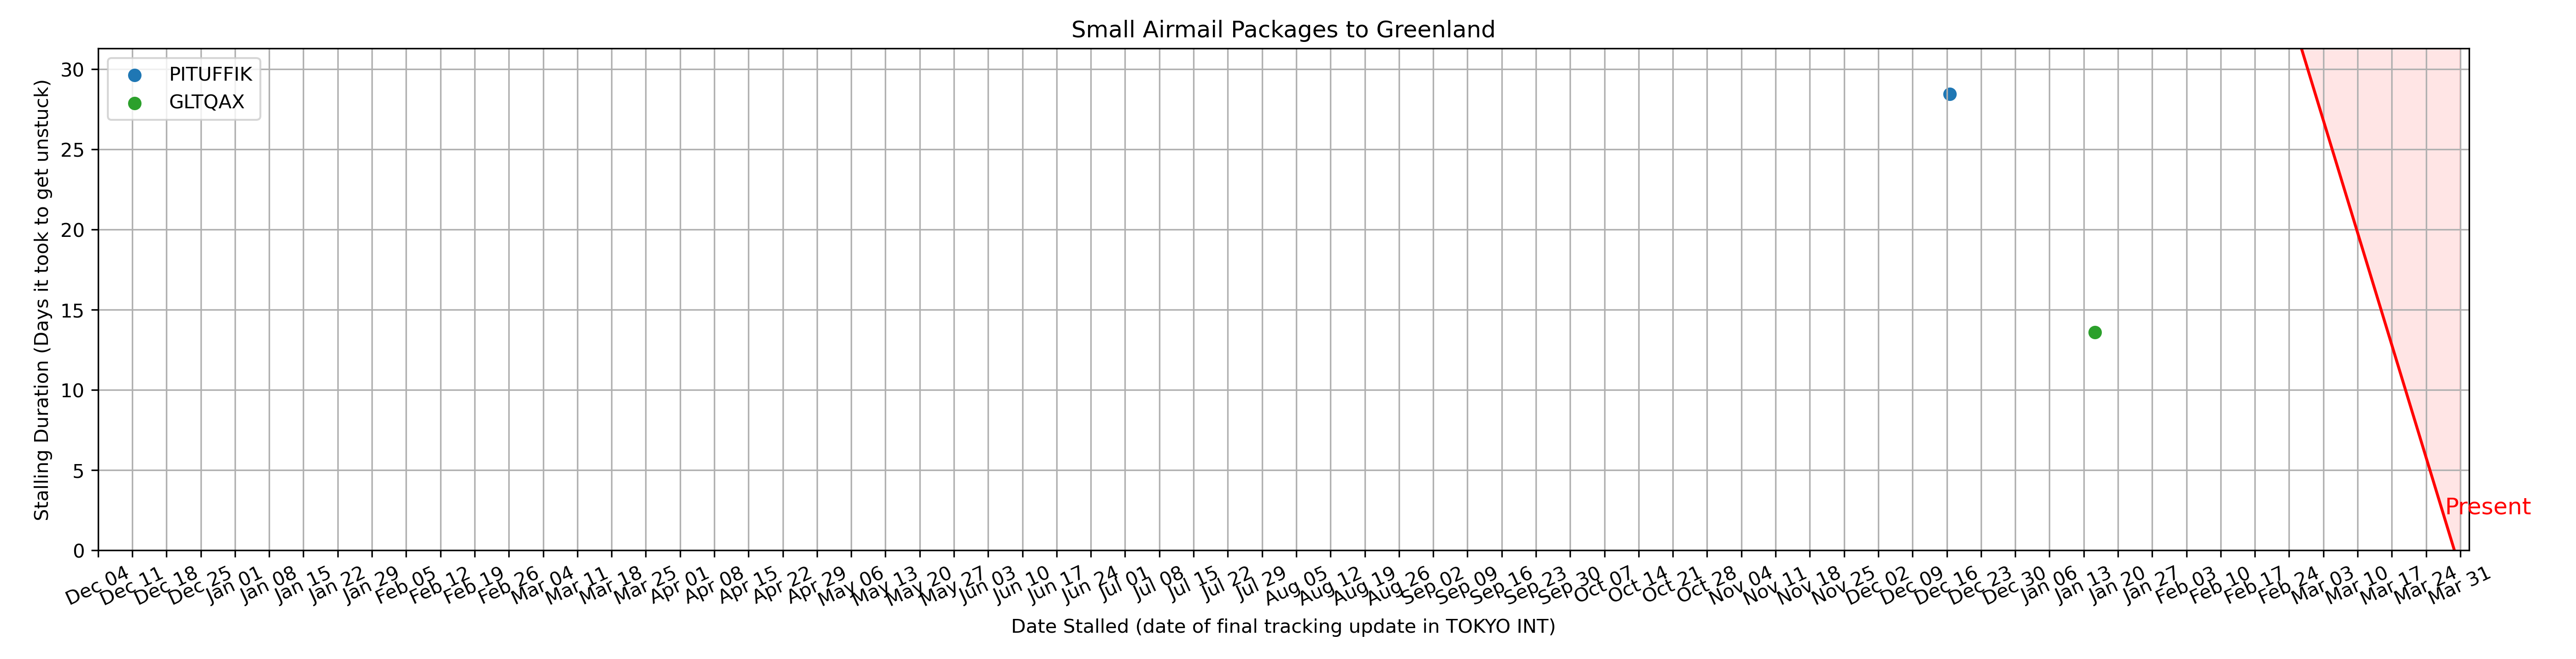 Small Airmail Packages to Greenland
PITUFFIK
GLTQAX
Stalling Duration (Days it took to get unstuck)
30
25
20
15
10
5
0
Present
Dec 04
Dec 11
Dec 18
Dec 25
Jan 01
Jan 08
Jan 15
Jan 22
Jan 29
Feb 05
Feb 12
Feb 19
Feb 26
Mar 04
Mar 11
Mar 18
Mar 25
Apr 01
Apr 08
Apr 15
Apr 22
Apr 29
May 06
May 13
May 20
May 27
Jun 03
Jun 10
Jun 17
Jun 24
Jul 01
Jul 08
Jul 15
Jul 22
Jul 29
Aug 05
Aug 12
Aug 19
Aug 26
Sep 02
Sep 09
Sep 16
Sep 23
Sep 30
Oct 07
Oct 14
Oct 21
Oct 28
Nov 04
Nov 11
Nov 18
Nov 25
Dec 02
Dec 09
Dec 16
Dec 23
Dec 30
Jan 06
Jan 13
Jan 20
Jan 27
Feb 03
Feb 10
Feb 17
Feb 24
Mar 03
Mar 10
Mar 17
Mar 24
Mar 31
Date Stalled (date of final tracking update in TOKYO INT)